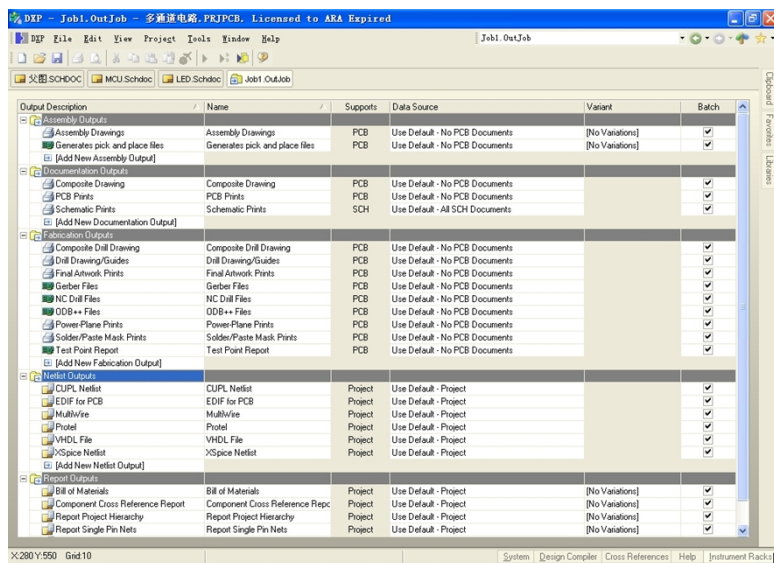 DXP - Job1.OutJob - 多通道电路.PRJPCB. Licensed to ARA Expired
DXP File Edit View Project Tools Window Help Job1.OutJob
父图.SCHDOC MCU.Schdoc LED.Schdoc Job1.OutJob
Output Description Name Supports Data Source Variant Batch
Assembly Outputs
Assembly Drawings Assembly Drawings PCB Use Default - No PCB Documents [No Variations]
Generates pick and place files Generates pick and place files PCB Use Default - No PCB Documents [No Variations]
[Add New Assembly Output]
Documentation Outputs
Composite Drawing Composite Drawing PCB Use Default - No PCB Documents
PCB Prints PCB Prints PCB Use Default - No PCB Documents
Schematic Prints Schematic Prints SCH Use Default - All SCH Documents
[Add New Documentation Output]
Fabrication Outputs
Composite Drill Drawing Composite Drill Drawing PCB Use Default - No PCB Documents
Drill Drawing/Guides Drill Drawing/Guides PCB Use Default - No PCB Documents
Final Artwork Prints Final Artwork Prints PCB Use Default - No PCB Documents
Gerber Files Gerber Files PCB Use Default - No PCB Documents
NC Drill Files NC Drill Files PCB Use Default - No PCB Documents
ODB++ Files ODB++ Files PCB Use Default - No PCB Documents
Power-Plane Prints Power-Plane Prints PCB Use Default - No PCB Documents
Solder/Paste Mask Prints Solder/Paste Mask Prints PCB Use Default - No PCB Documents
Test Point Report Test Point Report PCB Use Default - No PCB Documents
[Add New Fabrication Output]
Netlist Outputs
CUPL Netlist CUPL Netlist Project Use Default - Project
EDIF for PCB EDIF for PCB Project Use Default - Project
MultiWire MultiWire Project Use Default - Project
Protel Protel Project Use Default - Project
VHDL File VHDL File Project Use Default - Project
XSpice Netlist XSpice Netlist Project Use Default - Project
[Add New Netlist Output]
Report Outputs
Bill of Materials Bill of Materials Project Use Default - Project [No Variations]
Component Cross Reference Report Component Cross Reference Repc Project Use Default - Project [No Variations]
Report Project Hierarchy Report Project Hierarchy Project Use Default - Project [No Variations]
Report Single Pin Nets Report Single Pin Nets Project Use Default - Project [No Variations]
Clipboard
Favorites
Libraries
X:280 Y:550 Grid:10 System Design Compiler Cross References Help Instrument Racks